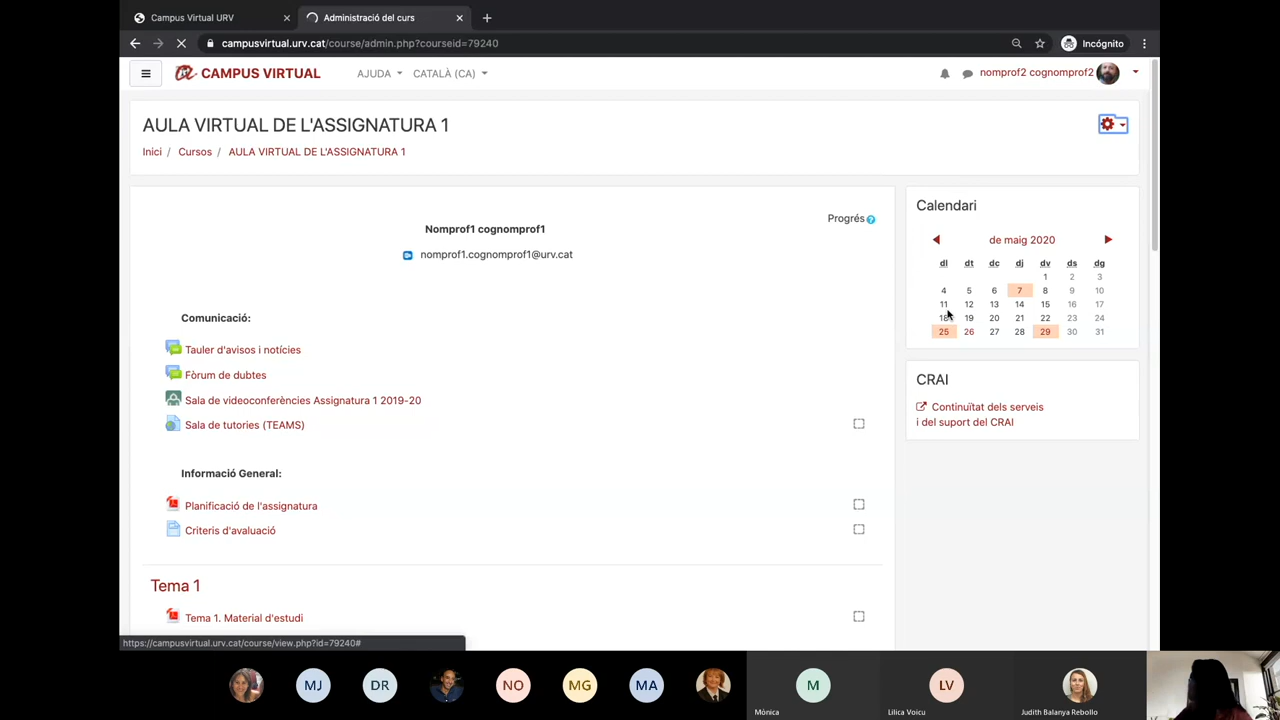 Campus Virtual URV
Administració del curs
campusvirtual.urv.cat/course/admin.php?courseid=79240
Incógnito
CAMPUS VIRTUAL
AJUDA
CATALÀ (CA)
nomprof2 cognomprof2
AULA VIRTUAL DE L'ASSIGNATURA 1
Inici / Cursos / AULA VIRTUAL DE L'ASSIGNATURA 1
Progrés
Nomprof1 cognomprof1
nomprof1.cognomprof1@urv.cat
Comunicació:
Tauler d'avisos i notícies
Fòrum de dubtes
Sala de videoconferències Assignatura 1 2019-20
Sala de tutories (TEAMS)
Informació General:
Planificació de l'assignatura
Criteris d'avaluació
Tema 1
Tema 1. Material d'estudi
Calendari
de maig 2020
dl dt dc dj dv ds dg
1 2 3
4 5 6 7 8 9 10
11 12 13 14 15 16 17
18 19 20 21 22 23 24
25 26 27 28 29 30 31
CRAI
Continuïtat dels serveis
i del suport del CRAI
https://campusvirtual.urv.cat/course/view.php?id=79240#
MJ DR NO MG MA M LV
Mònica
Lilica Voicu
Judith Balanya Rebollo